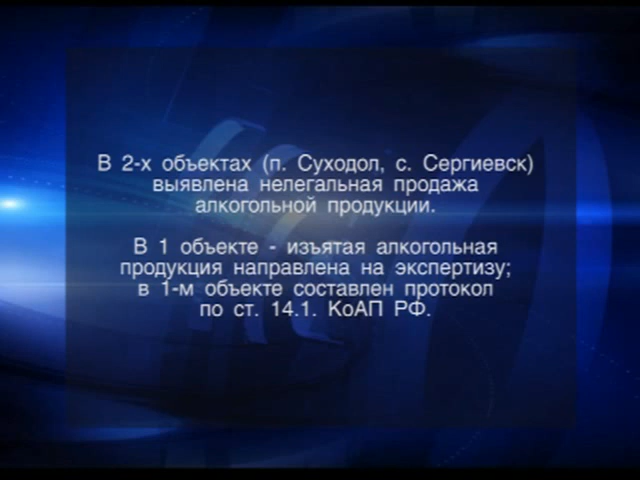 В 2-х объектах (п. Суходол, с. Сергиевск)
выявлена нелегальная продажа
алкогольной продукции.
В 1 объекте - изъятая алкогольная
продукция направлена на экспертизу;
в 1-м объекте составлен протокол
по ст. 14.1. КоАП РФ.